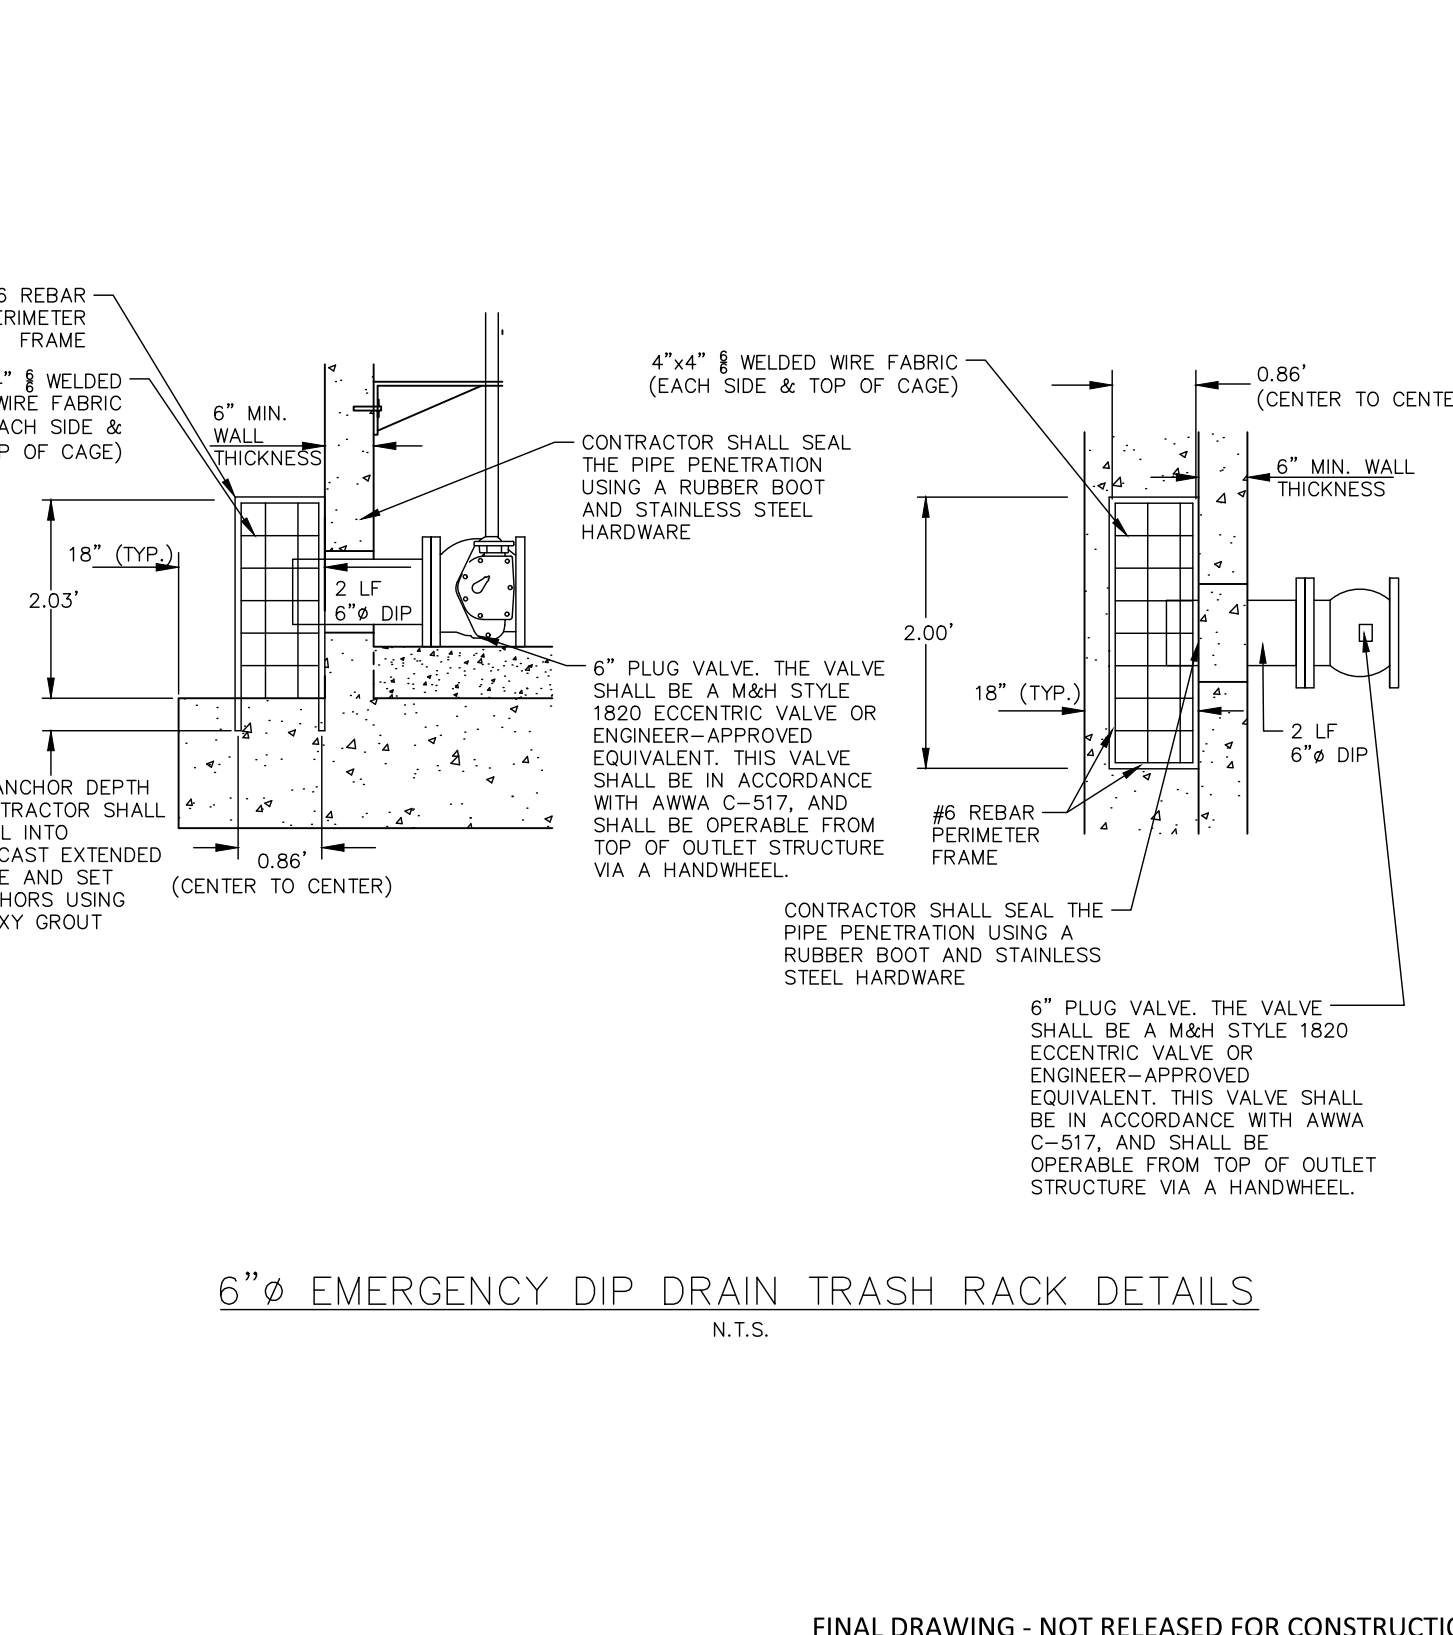 6 REBAR
ERIMETER
FRAME
" 6/6 WELDED
WIRE FABRIC
ACH SIDE &
P OF CAGE)
6” MIN.
WALL
THICKNESS
18” (TYP.)
2.03’
2 LF
6”ø DIP
CONTRACTOR SHALL SEAL
THE PIPE PENETRATION
USING A RUBBER BOOT
AND STAINLESS STEEL
HARDWARE
6” PLUG VALVE. THE VALVE
SHALL BE A M&H STYLE
1820 ECCENTRIC VALVE OR
ENGINEER–APPROVED
EQUIVALENT. THIS VALVE
SHALL BE IN ACCORDANCE
WITH AWWA C–517, AND
SHALL BE OPERABLE FROM
TOP OF OUTLET STRUCTURE
VIA A HANDWHEEL.
ANCHOR DEPTH
NTRACTOR SHALL
L INTO
CAST EXTENDED
E AND SET
HORS USING
XY GROUT
0.86’
(CENTER TO CENTER)
4”x4” 6/6 WELDED WIRE FABRIC
(EACH SIDE & TOP OF CAGE)
0.86’
(CENTER TO CENTE
6” MIN. WALL
THICKNESS
2.00’
18” (TYP.)
2 LF
6”ø DIP
#6 REBAR
PERIMETER
FRAME
CONTRACTOR SHALL SEAL THE
PIPE PENETRATION USING A
RUBBER BOOT AND STAINLESS
STEEL HARDWARE
6” PLUG VALVE. THE VALVE
SHALL BE A M&H STYLE 1820
ECCENTRIC VALVE OR
ENGINEER–APPROVED
EQUIVALENT. THIS VALVE SHALL
BE IN ACCORDANCE WITH AWWA
C–517, AND SHALL BE
OPERABLE FROM TOP OF OUTLET
STRUCTURE VIA A HANDWHEEL.
6”ø EMERGENCY DIP DRAIN TRASH RACK DETAILS
N.T.S.
FINAL DRAWING - NOT RELEASED FOR CONSTRUCTIO